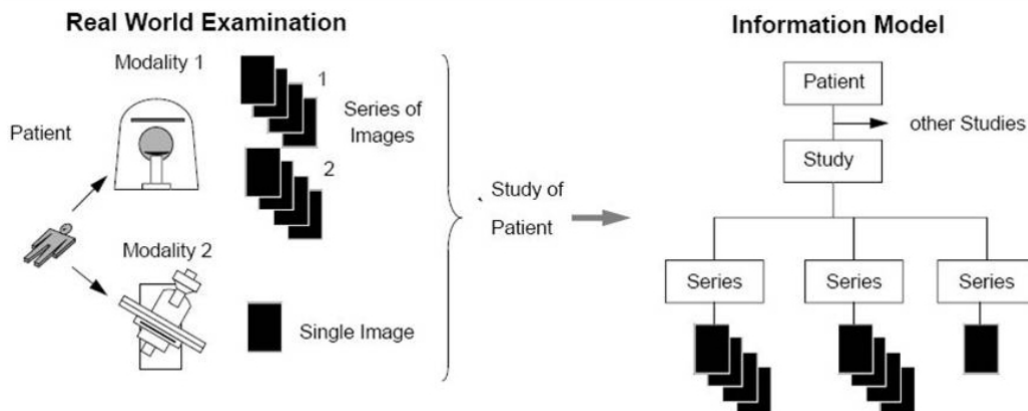 Real World Examination
Modality 1
1
Series of
Images
Patient
2
Modality 2
Single Image
Study of
Patient
Information Model
Patient
other Studies
Study
Series
Series
Series